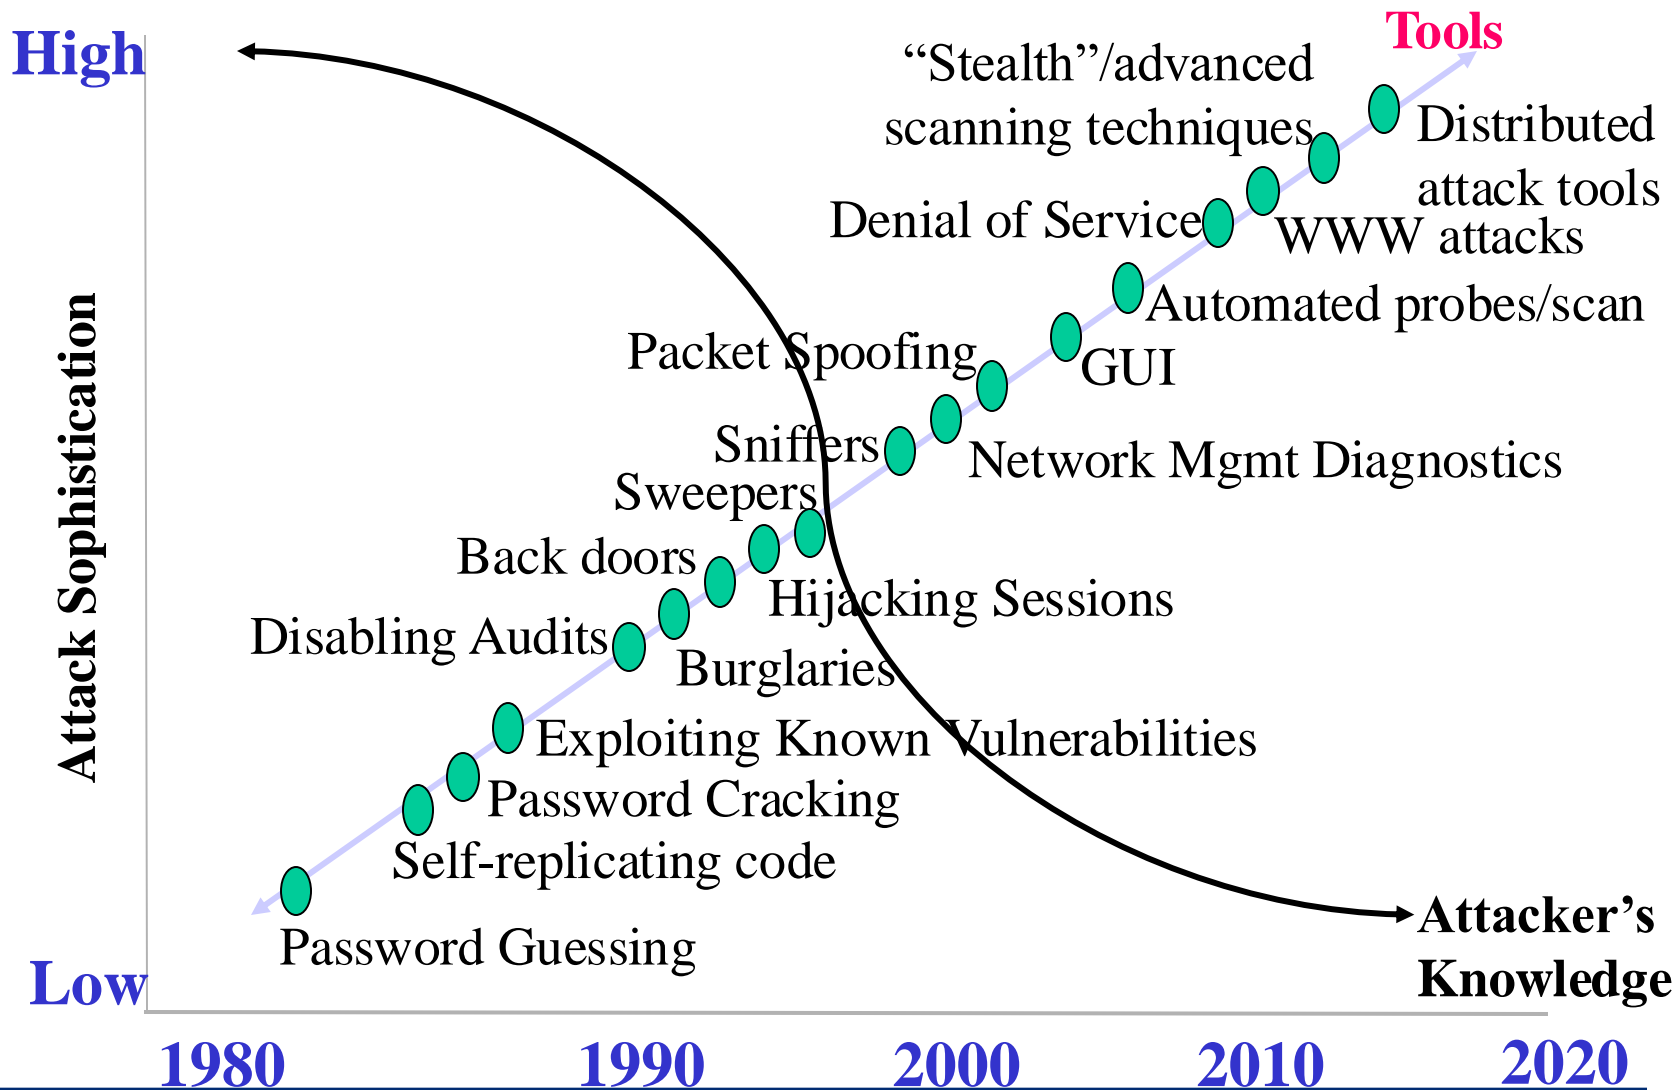 Tools
High
“Stealth”/advanced
scanning techniques
Distributed
attack tools
Denial of Service
WWW attacks
Automated probes/scan
Packet Spoofing
GUI
Sniffers
Network Mgmt Diagnostics
Sweepers
Back doors
Hijacking Sessions
Disabling Audits
Burglaries
Attack Sophistication
Exploiting Known Vulnerabilities
Password Cracking
Self-replicating code
Password Guessing
Attacker’s
Knowledge
Low
1980 1990 2000 2010 2020